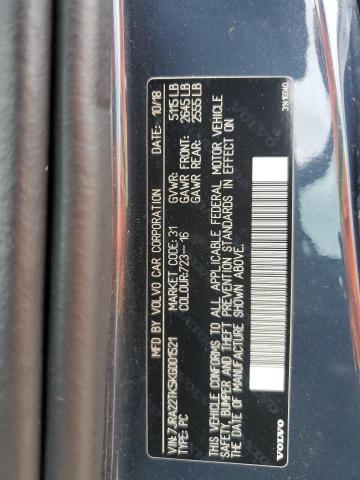 MFD BY VOLVO CAR CORPORATION DATE: 10/18
MARKET CODE: 31 GVWR: 5115 LB
COLOUR:723-16 GAWR FRONT: 2645 LB
GAWR REAR: 2555 LB
THIS VEHICLE CONFORMS TO ALL APPLICABLE FEDERAL MOTOR VEHICLE
SAFETY, BUMPER AND THEFT PREVENTION STANDARDS IN EFFECT ON
THE DATE OF MANUFACTURE SHOWN ABOVE.
VIN: 7JRA22TK5KG001521
TYPE: PC
VOLVO